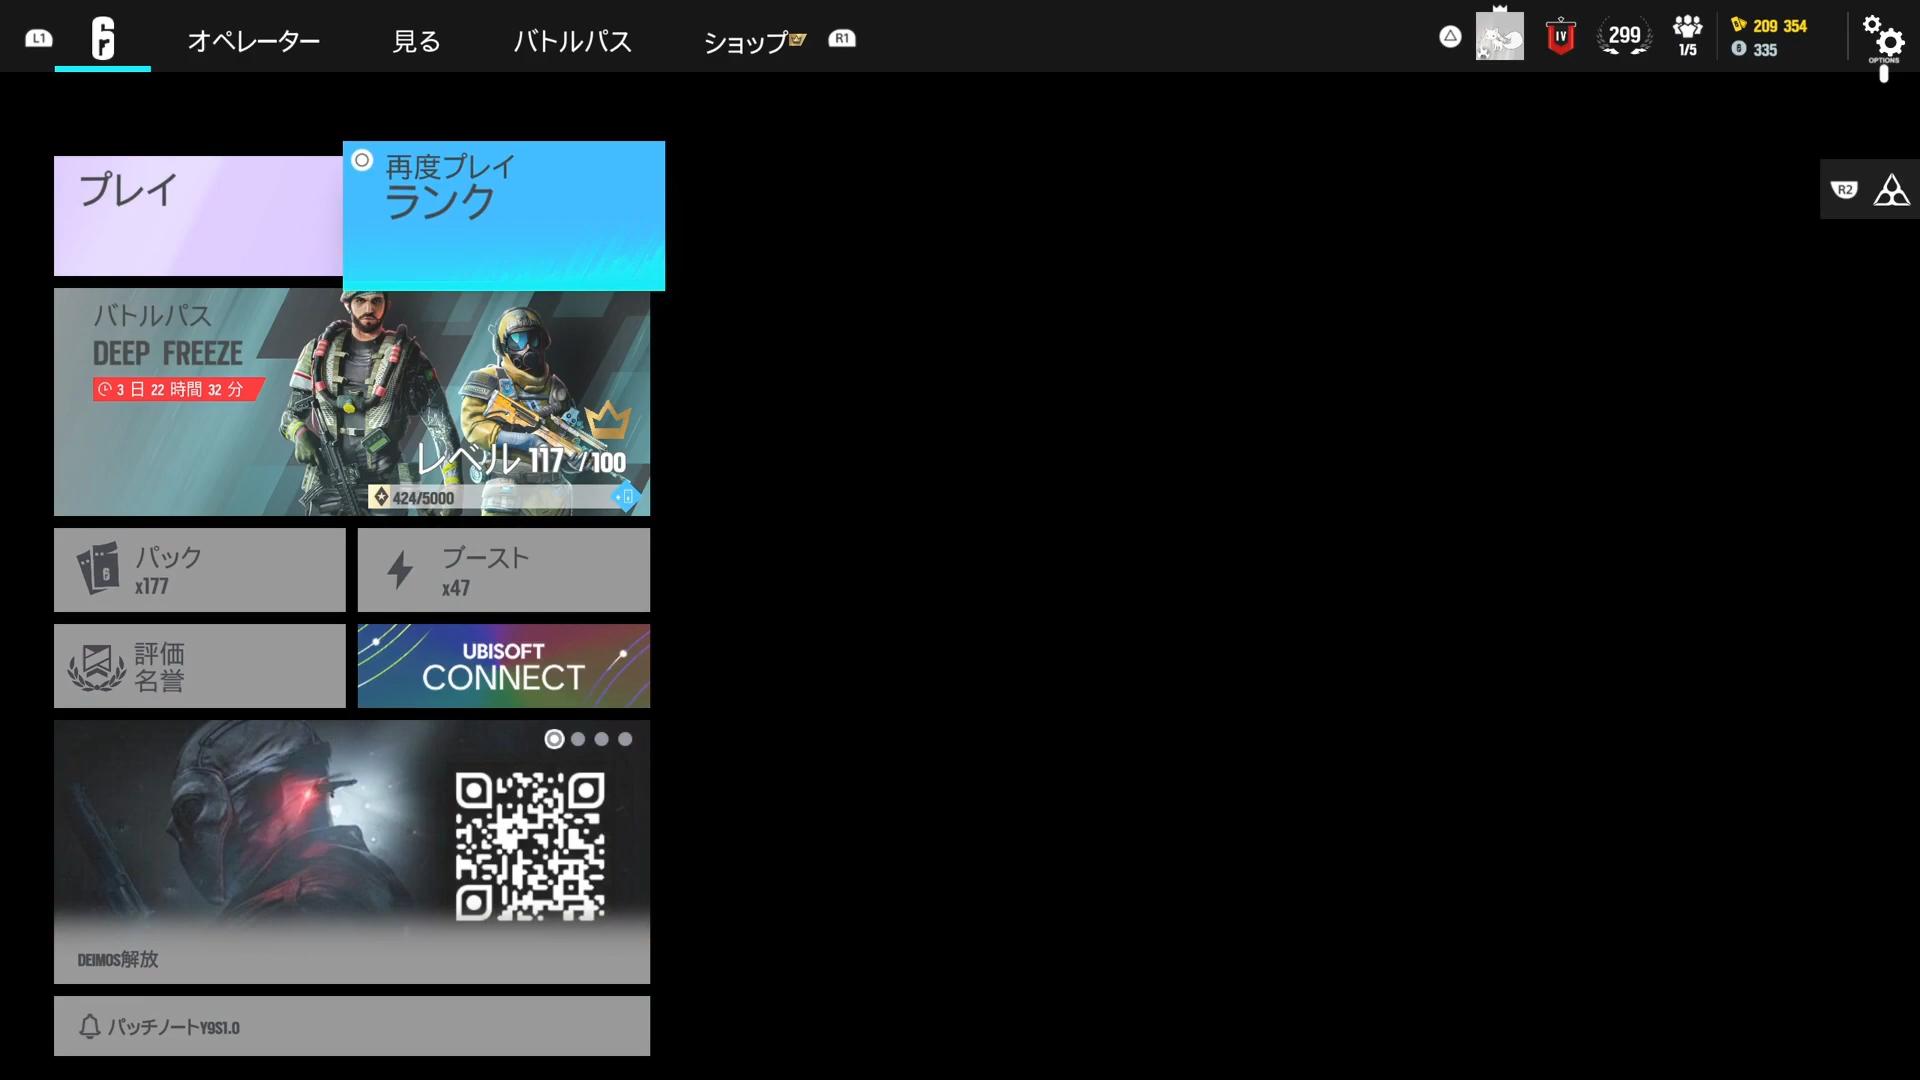 L1
オペレーター
見る
バトルパス
ショップ
R1
IV
299
1/5
209 354
335
OPTIONS
R2
プレイ
再度プレイ
ランク
バトルパス
DEEP FREEZE
3 日 22 時間 32 分
レベル 117 /100
424/5000
パック
x177
ブースト
x47
評価
名誉
UBISOFT
CONNECT
DEIMOS解放
パッチノートY9S1.0